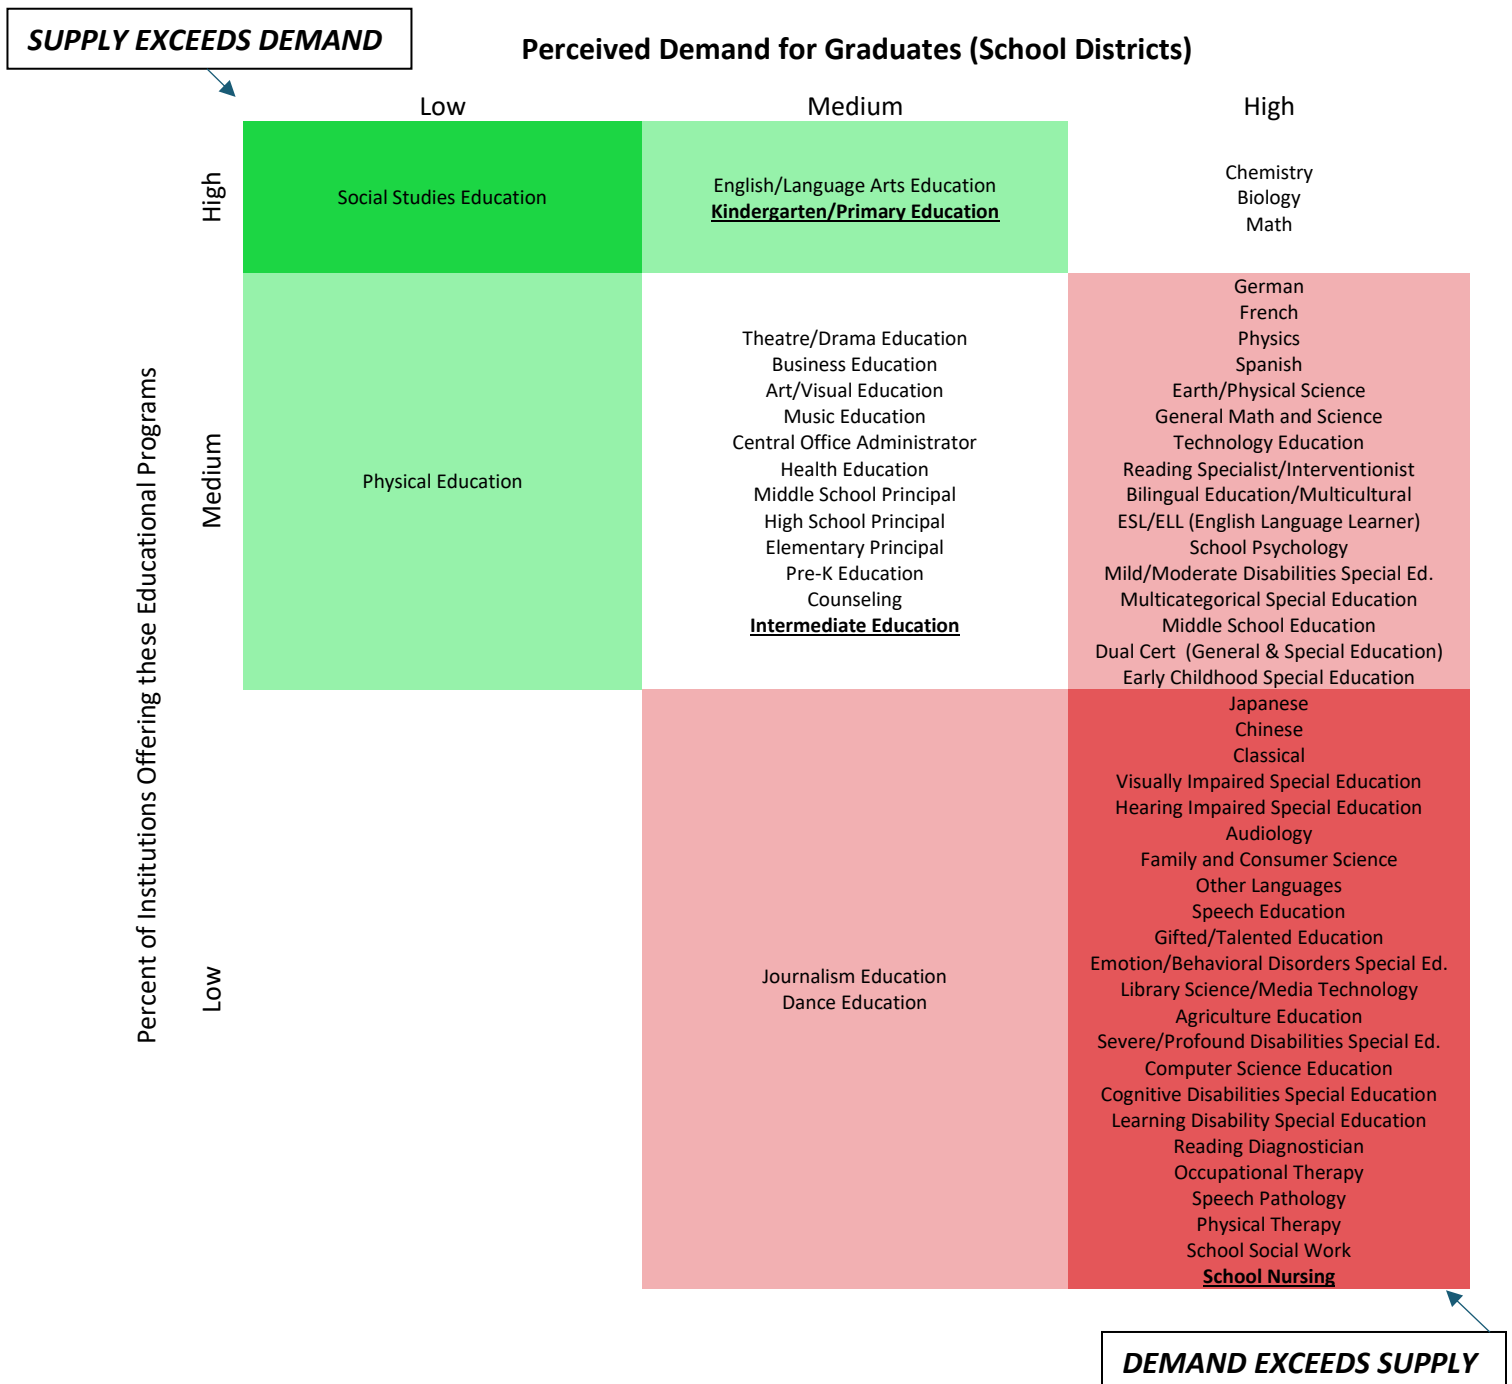 SUPPLY EXCEEDS DEMAND
Perceived Demand for Graduates (School Districts)
Low
Medium
High
Percent of Institutions Offering these Educational Programs
High
Social Studies Education
English/Language Arts Education
Kindergarten/Primary Education
Chemistry
Biology
Math
Medium
Physical Education
Theatre/Drama Education
Business Education
Art/Visual Education
Music Education
Central Office Administrator
Health Education
Middle School Principal
High School Principal
Elementary Principal
Pre-K Education
Counseling
Intermediate Education
German
French
Physics
Spanish
Earth/Physical Science
General Math and Science
Technology Education
Reading Specialist/Interventionist
Bilingual Education/Multicultural
ESL/ELL (English Language Learner)
School Psychology
Mild/Moderate Disabilities Special Ed.
Multicategorical Special Education
Middle School Education
Dual Cert  (General & Special Education)
Early Childhood Special Education
Low
Journalism Education
Dance Education
Japanese
Chinese
Classical
Visually Impaired Special Education
Hearing Impaired Special Education
Audiology
Family and Consumer Science
Other Languages
Speech Education
Gifted/Talented Education
Emotion/Behavioral Disorders Special Ed.
Library Science/Media Technology
Agriculture Education
Severe/Profound Disabilities Special Ed.
Computer Science Education
Cognitive Disabilities Special Education
Learning Disability Special Education
Reading Diagnostician
Occupational Therapy
Speech Pathology
Physical Therapy
School Social Work
School Nursing
DEMAND EXCEEDS SUPPLY